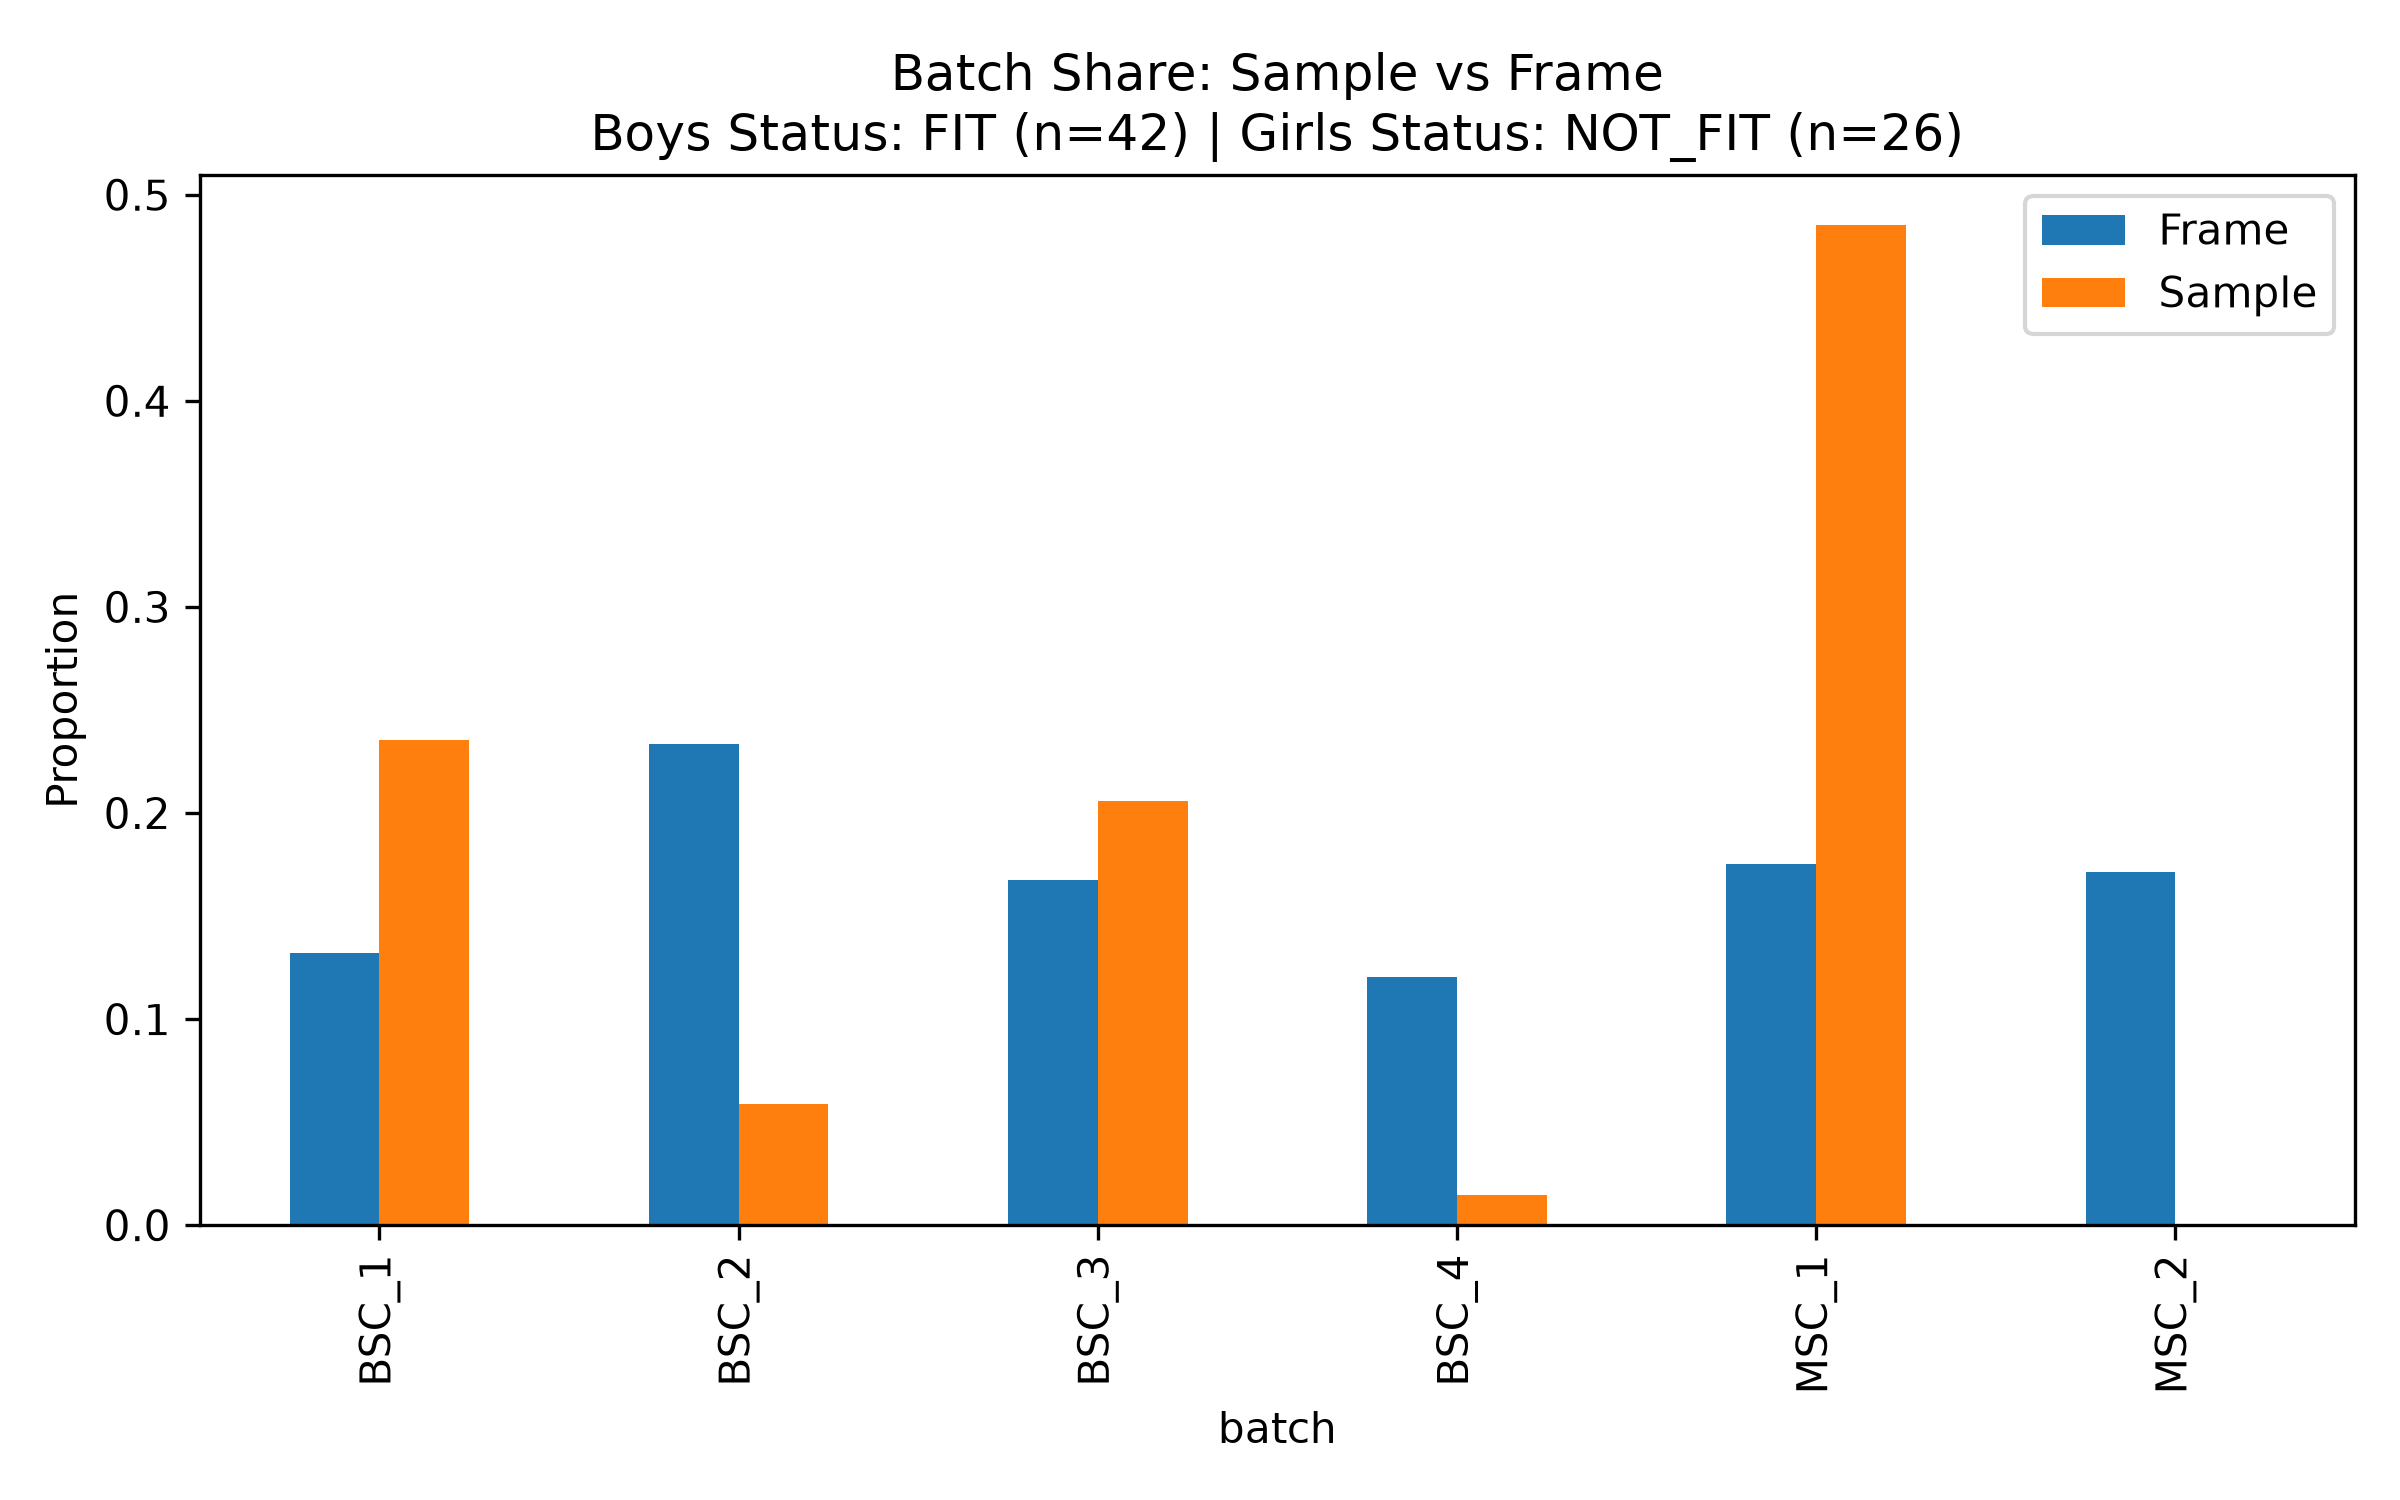 Batch Share: Sample vs Frame
Boys Status: FIT (n=42) | Girls Status: NOT_FIT (n=26)
Frame
Sample
Proportion
0.5
0.4
0.3
0.2
0.1
0.0
BSC_1
BSC_2
BSC_3
BSC_4
MSC_1
MSC_2
batch